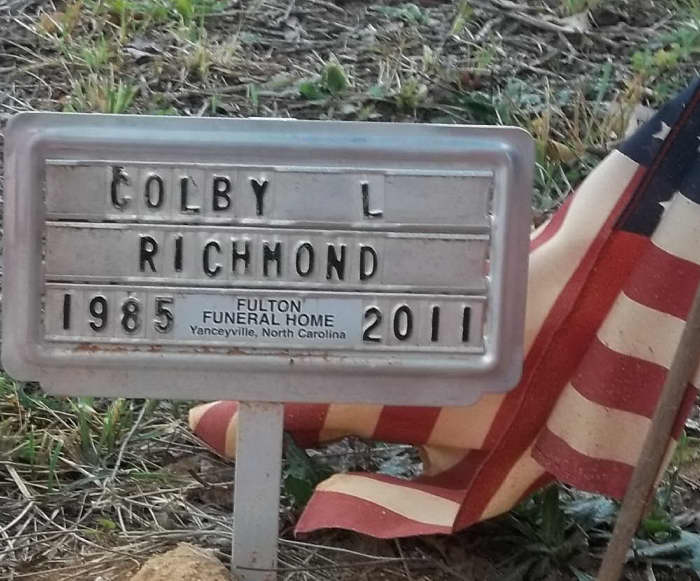 COLBY L
RICHMOND
1985
FULTON
FUNERAL HOME
Yanceyville, North Carolina
2011